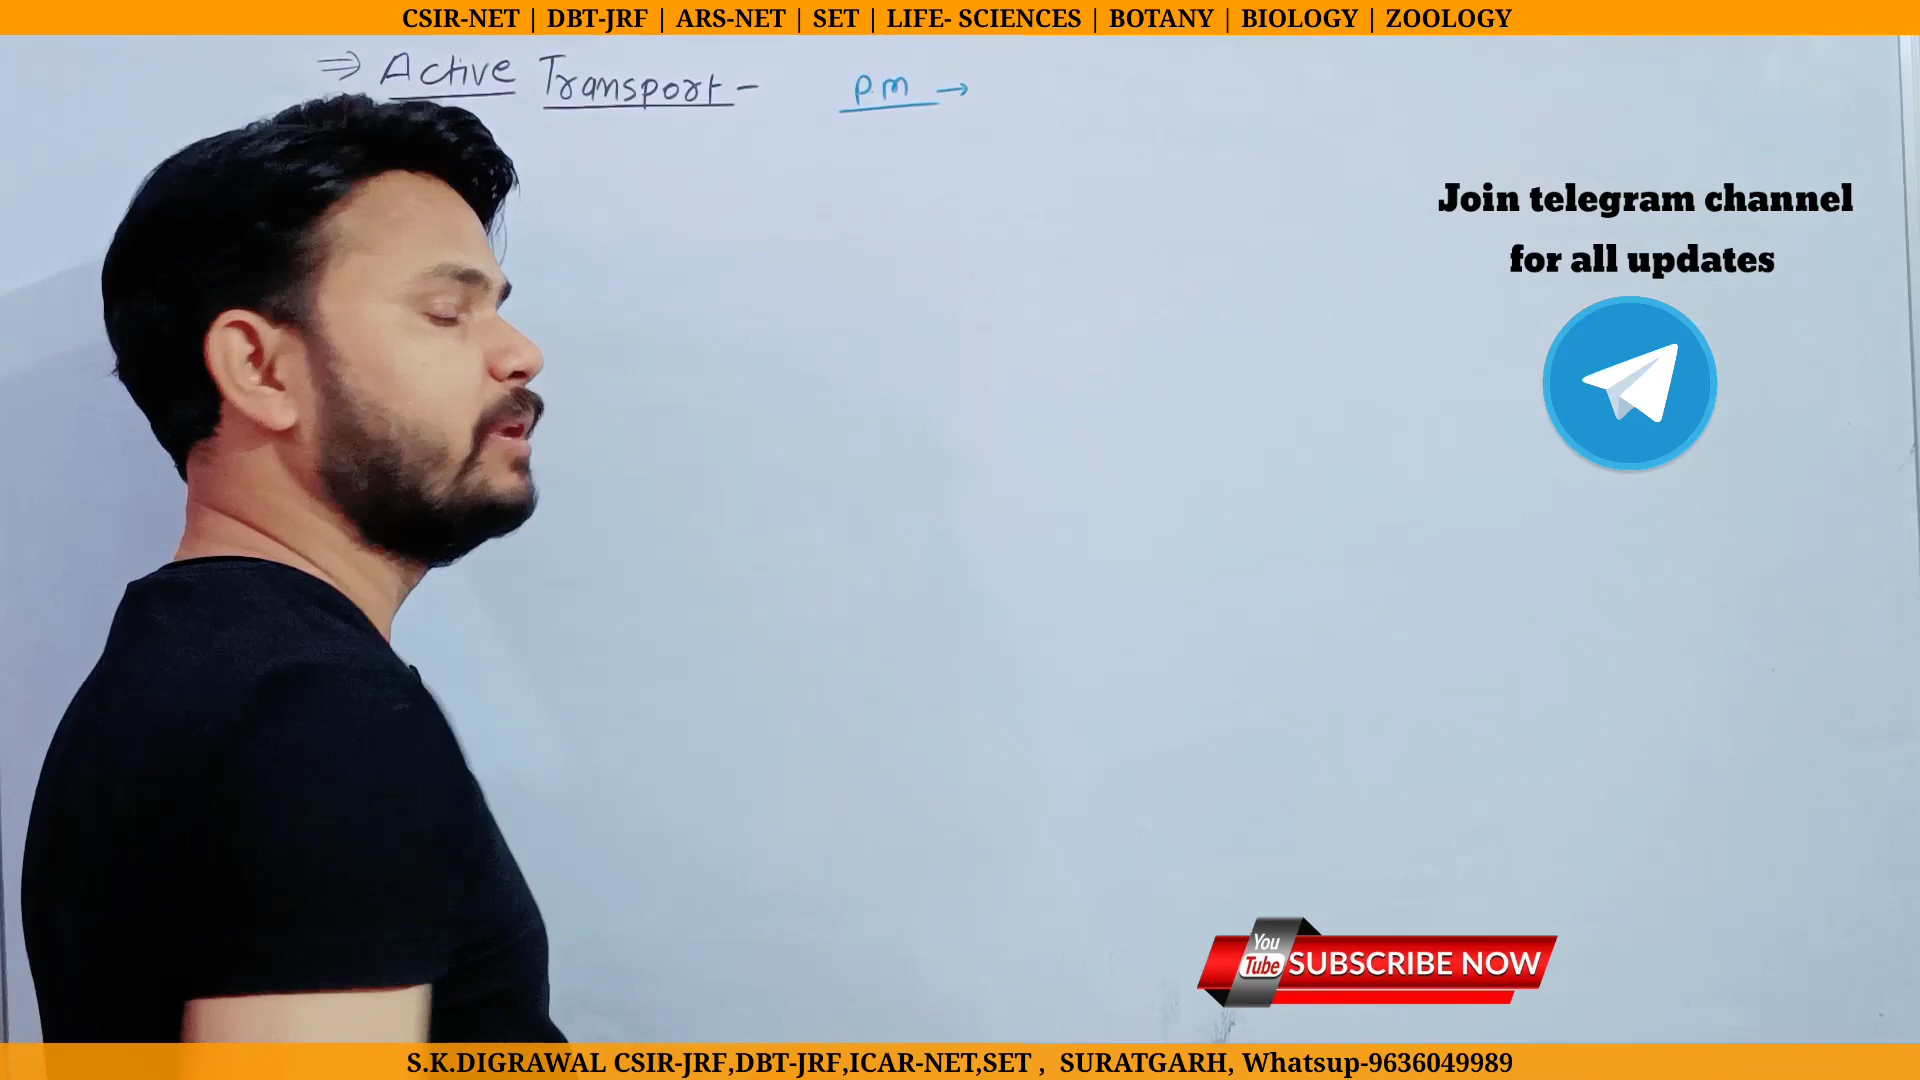 CSIR-NET | DBT-JRF | ARS-NET | SET | LIFE- SCIENCES | BOTANY | BIOLOGY | ZOOLOGY
⇒ Active Transport - P.m →
Join telegram channel
for all updates
You
Tube SUBSCRIBE NOW
S.K.DIGRAWAL CSIR-JRF,DBT-JRF,ICAR-NET,SET , SURATGARH, Whatsup-9636049989